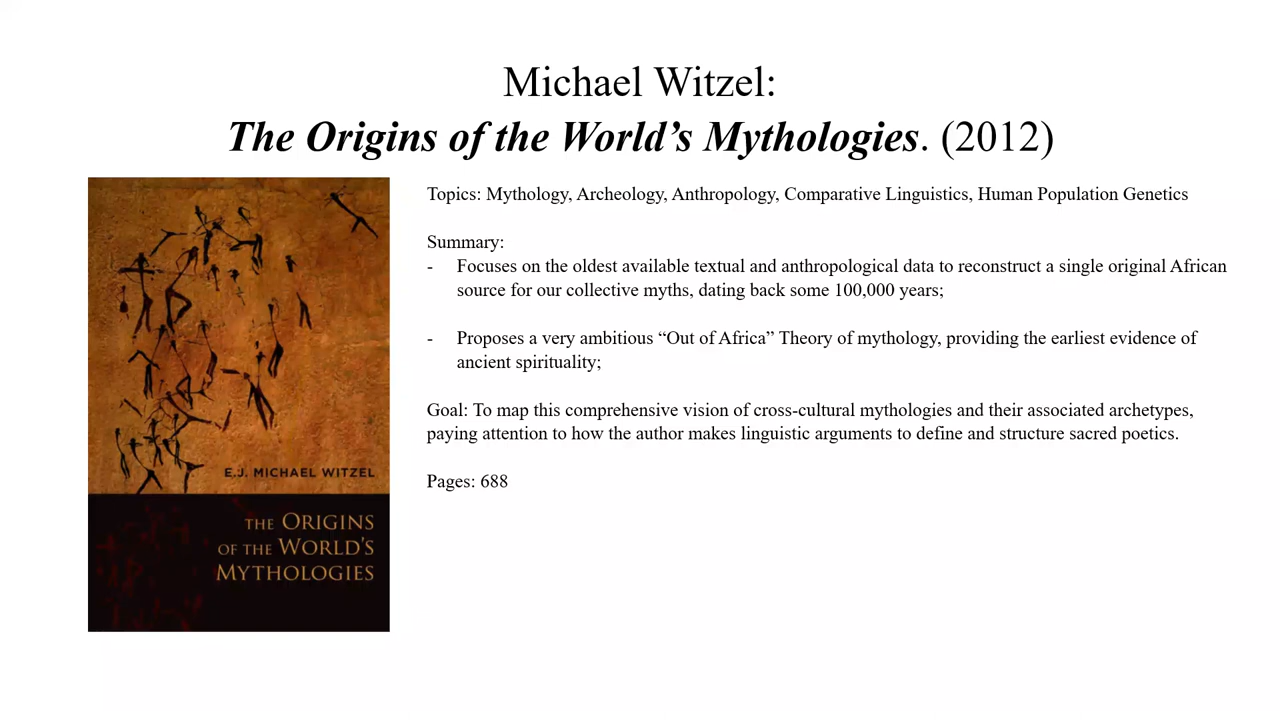 Michael Witzel:
The Origins of the World’s Mythologies. (2012)
Topics: Mythology, Archeology, Anthropology, Comparative Linguistics, Human Population Genetics
Summary:
- Focuses on the oldest available textual and anthropological data to reconstruct a single original African
source for our collective myths, dating back some 100,000 years;
- Proposes a very ambitious “Out of Africa” Theory of mythology, providing the earliest evidence of
ancient spirituality;
Goal: To map this comprehensive vision of cross-cultural mythologies and their associated archetypes,
paying attention to how the author makes linguistic arguments to define and structure sacred poetics.
Pages: 688
E.J. MICHAEL WITZEL
THE ORIGINS
OF THE WORLD’S
MYTHOLOGIES